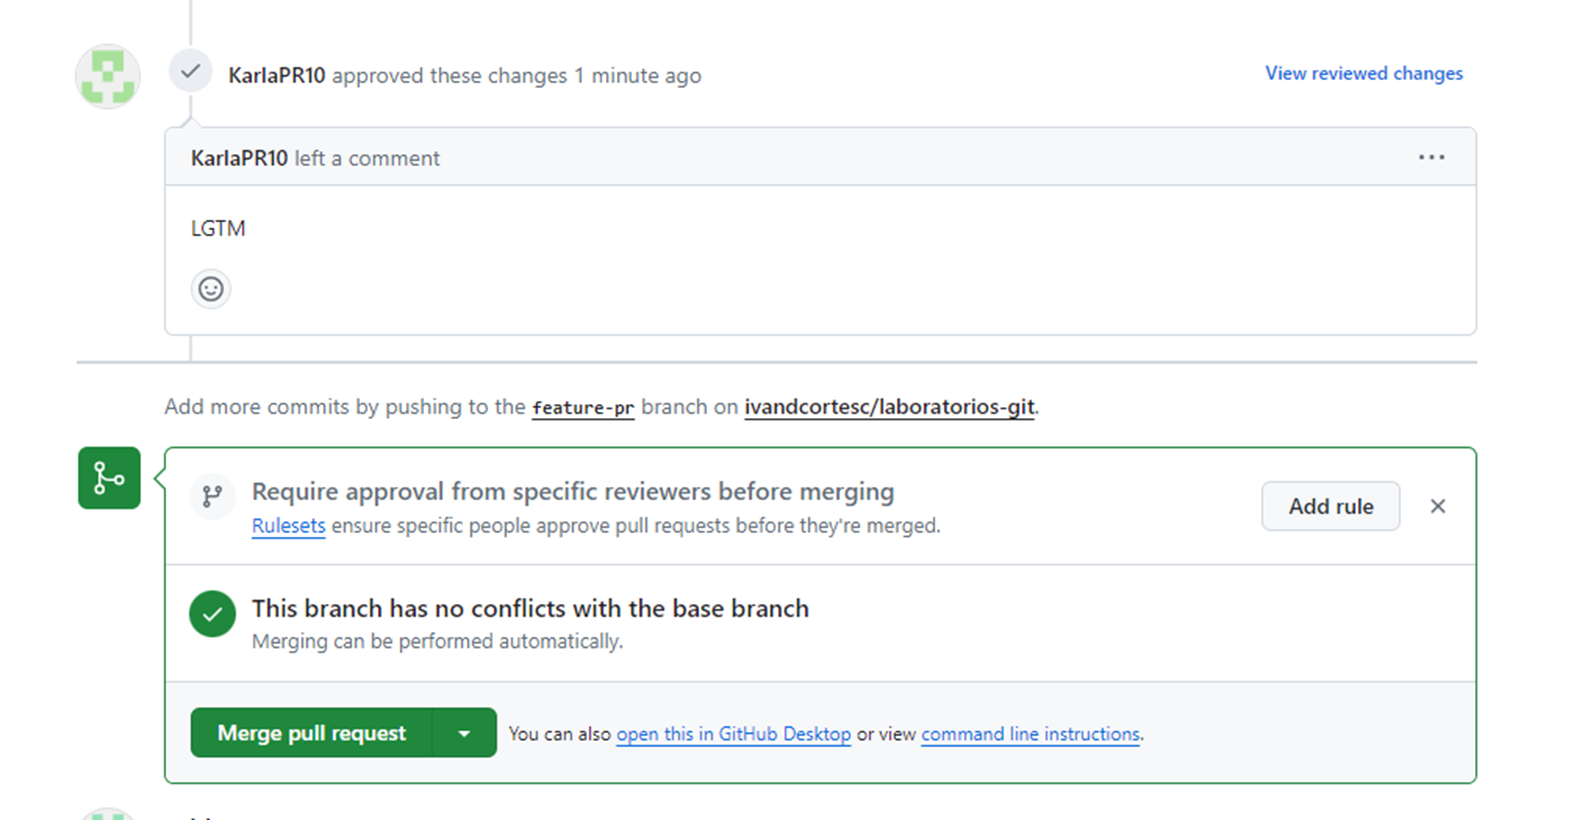 KarlaPR10 approved these changes 1 minute ago
View reviewed changes
KarlaPR10 left a comment
LGTM
Add more commits by pushing to the feature-pr branch on ivandcortesc/laboratorios-git.
Require approval from specific reviewers before merging
Rulesets ensure specific people approve pull requests before they're merged.
Add rule
This branch has no conflicts with the base branch
Merging can be performed automatically.
Merge pull request
You can also open this in GitHub Desktop or view command line instructions.